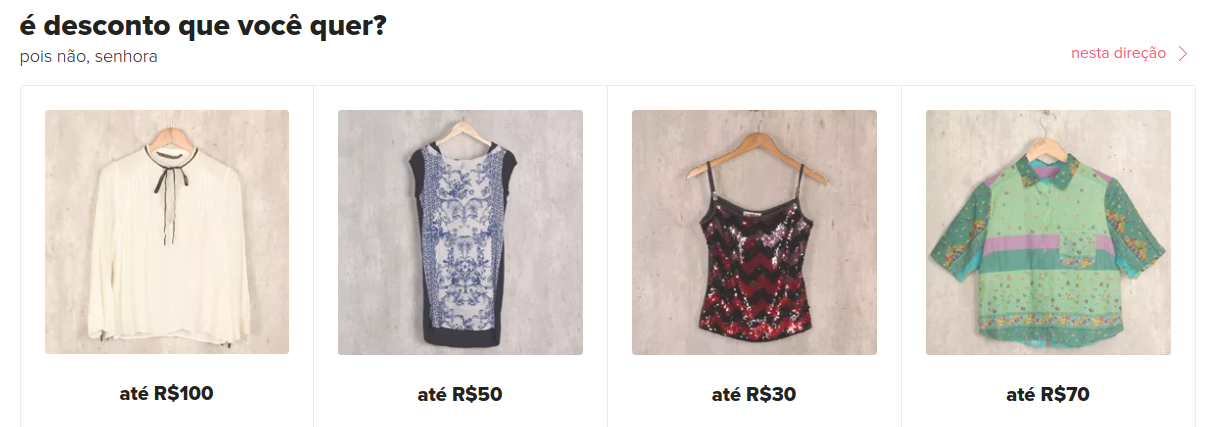 é desconto que você quer?
pois não, senhora
nesta direção
até R$100
até R$50
até R$30
até R$70